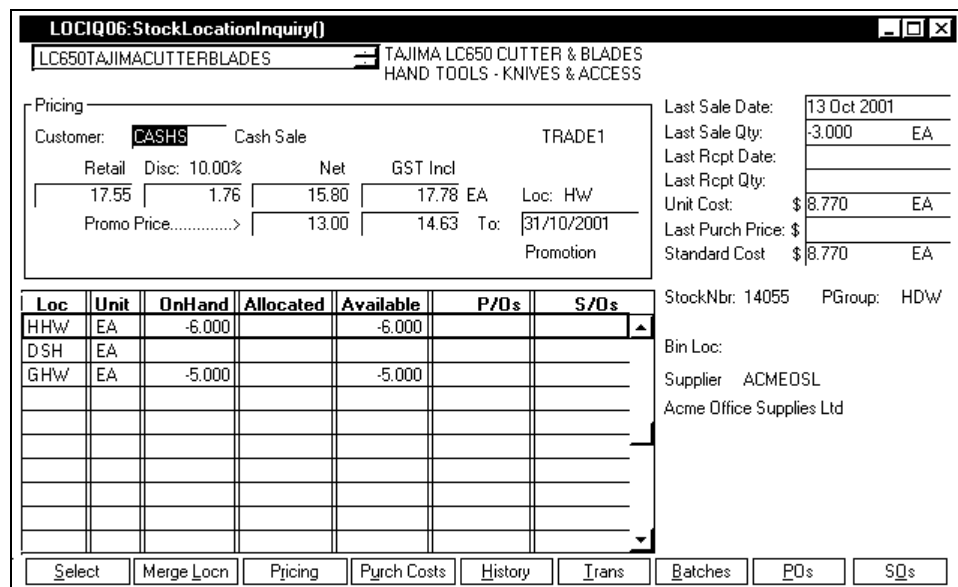 LOCIQ06:StockLocationInquiry()
LC650TAJIMACUTTERBLADES
TAJIMA LC650 CUTTER & BLADES
HAND TOOLS - KNIVES & ACCESS
Pricing
Customer: CASHS Cash Sale TRADE1
Retail Disc: 10.00% Net GST Incl
17.55 1.76 15.80 17.78 EA Loc: HW
Promo Price.............> 13.00 14.63 To: 31/10/2001
Promotion
Last Sale Date: 13 Oct 2001
Last Sale Qty: -3.000 EA
Last Rcpt Date:
Last Rcpt Qty:
Unit Cost: $ 8.770 EA
Last Purch Price: $
Standard Cost $ 8.770 EA
Loc Unit OnHand Allocated Available P/Os S/Os
HHW EA -6.000 -6.000
DSH EA
GHW EA -5.000 -5.000
StockNbr: 14055 PGroup: HDW
Bin Loc:
Supplier ACMEOSL
Acme Office Supplies Ltd
Select Merge Locn Pricing Purch Costs History Trans Batches POs SOs